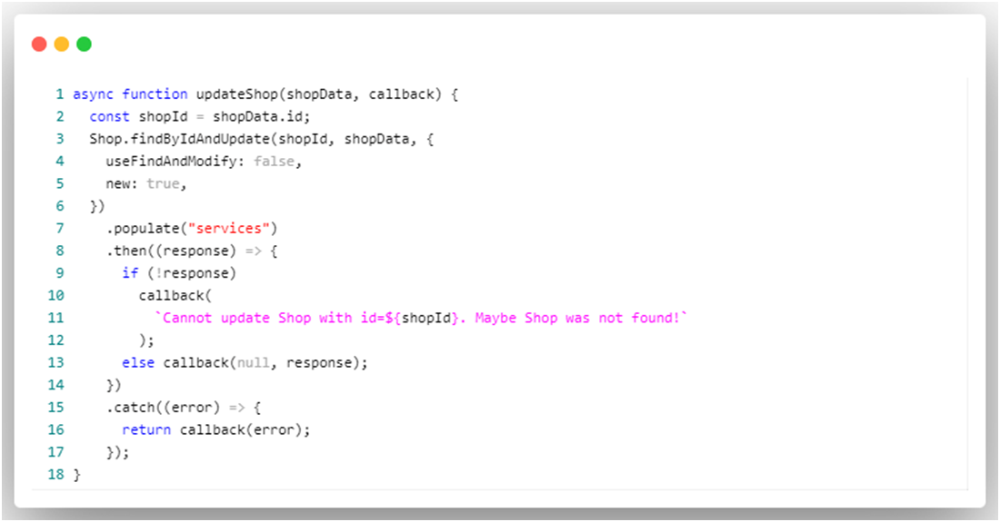 1 async function updateShop(shopData, callback) {
2   const shopId = shopData.id;
3   Shop.findByIdAndUpdate(shopId, shopData, {
4     useFindAndModify: false,
5     new: true,
6   })
7     .populate("services")
8     .then((response) => {
9       if (!response)
10         callback(
11           `Cannot update Shop with id=${shopId}. Maybe Shop was not found!`
12         );
13       else callback(null, response);
14     })
15     .catch((error) => {
16       return callback(error);
17     });
18 }